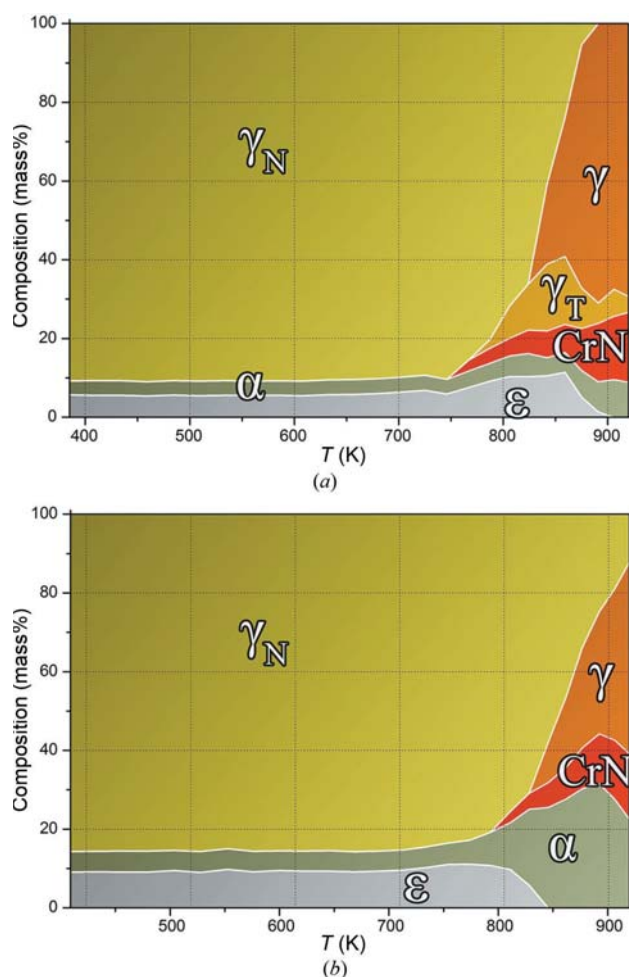 100
80
60
40
20
0
Composition (mass%)
γN
γ
γT
CrN
α
ε
400 500 600 700 800 900
T (K)
(a)
100
80
60
40
20
0
Composition (mass%)
γN
γ
CrN
α
ε
500 600 700 800 900
T (K)
(b)